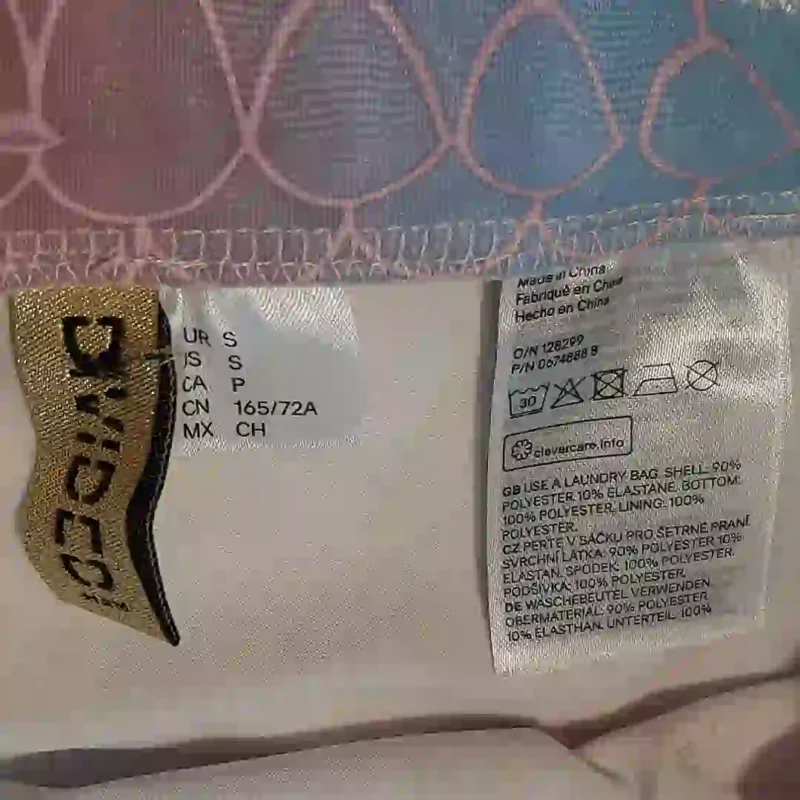 DIVIDED
UR S
US S
CA P
CN 165/72A
MX CH
Made in China
Fabriqué en China
Hecho en China
O/N 128299
P/N 0674888 8
30
clevercare.info
GB USE A LAUNDRY BAG. SHELL: 90%
POLYESTER, 10% ELASTANE. BOTTOM:
100% POLYESTER. LINING: 100%
POLYESTER.
CZ PERTE V SÁČKU PRO ŠETRNÉ PRANÍ.
SVRCHNÍ LÁTKA: 90% POLYESTER, 10%
ELASTAN. SPODEK: 100% POLYESTER.
PODŠÍVKA: 100% POLYESTER.
DE WÄSCHEBEUTEL VERWENDEN.
OBERMATERIAL: 90% POLYESTER,
10% ELASTHAN. UNTERTEIL: 100%